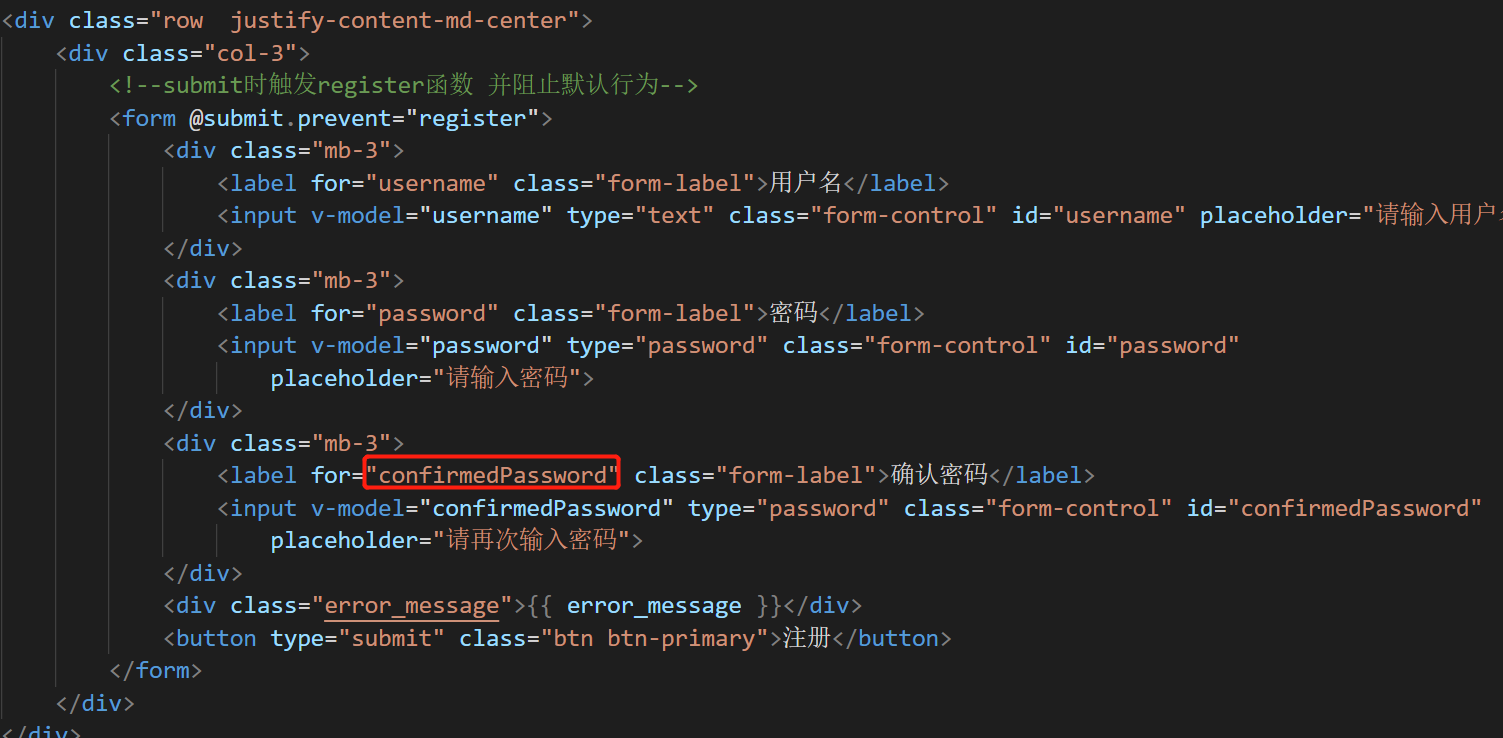 <div class="row  justify-content-md-center">
<div class="col-3">
<!--submit时触发register函数 并阻止默认行为-->
<form @submit.prevent="register">
<div class="mb-3">
<label for="username" class="form-label">用户名</label>
<input v-model="username" type="text" class="form-control" id="username" placeholder="请输入用户
</div>
<div class="mb-3">
<label for="password" class="form-label">密码</label>
<input v-model="password" type="password" class="form-control" id="password"
placeholder="请输入密码">
</div>
<div class="mb-3">
<label for="confirmedPassword" class="form-label">确认密码</label>
<input v-model="confirmedPassword" type="password" class="form-control" id="confirmedPassword"
placeholder="请再次输入密码">
</div>
<div class="error_message">{{ error_message }}</div>
<button type="submit" class="btn btn-primary">注册</button>
</form>
</div>
</div>